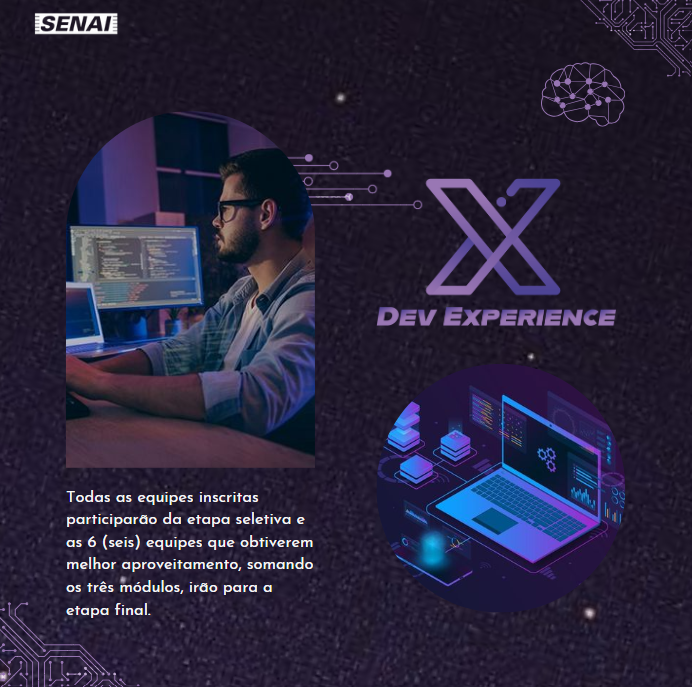 SENAI
DEV EXPERIENCE
Todas as equipes inscritas
participarão da etapa seletiva e
as 6 (seis) equipes que obtiverem
melhor aproveitamento, somando
os três módulos, irão para a
etapa final.